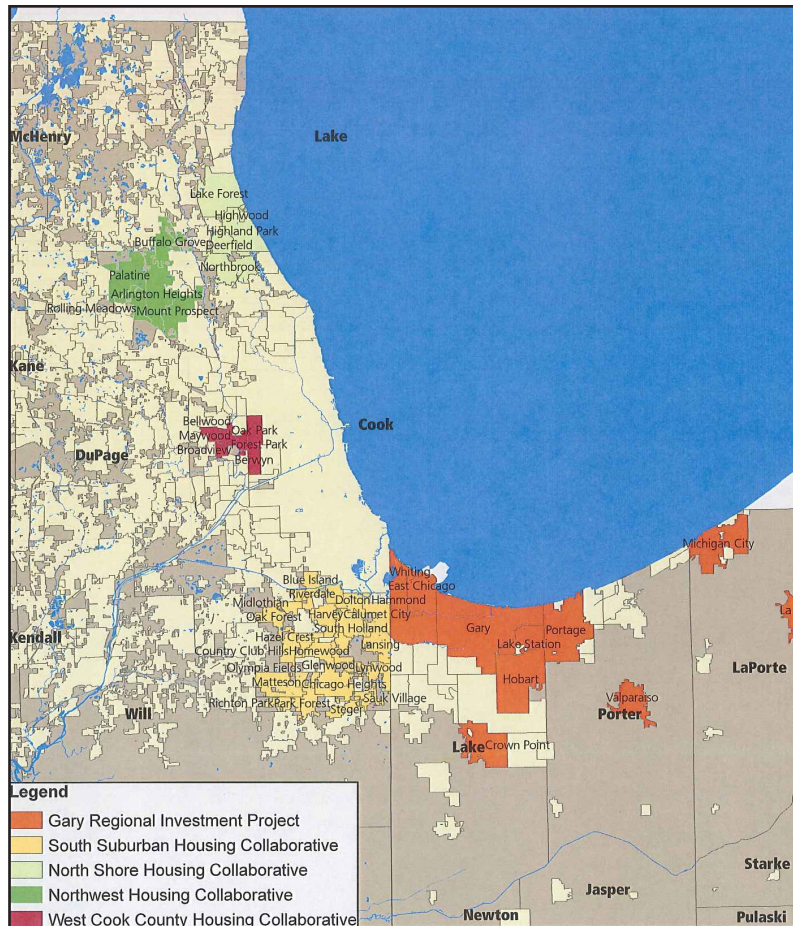 McHenry
Lake
Lake Forest
Highwood
Highland Park
Buffalo Grove
Deerfield
Northbrook
Palatine
Arlington Heights
Rolling Meadows
Mount Prospect
Kane
Cook
Bellwood
Oak Park
Maywood
Forest Park
Broadview
Berwyn
DuPage
Michigan City
Whiting
East Chicago
Blue Island
Riverdale
Midlothian
Dolton
Hammond
Oak Forest
Harvey
Calumet City
La
South Holland
Gary
Portage
Kendall
Hazel Crest
Lansing
Lake Station
Country Club Hills
Homewood
Olympia Fields
Glenwood
Lynwood
LaPorte
Matteson
Chicago Heights
Hobart
Sauk Village
Valparaiso
Richton Park
Park Forest
Steger
Will
Porter
Lake
Crown Point
Legend
Gary Regional Investment Project
South Suburban Housing Collaborative
North Shore Housing Collaborative
Northwest Housing Collaborative
West Cook County Housing Collaborative
Starke
Jasper
Newton
Pulaski